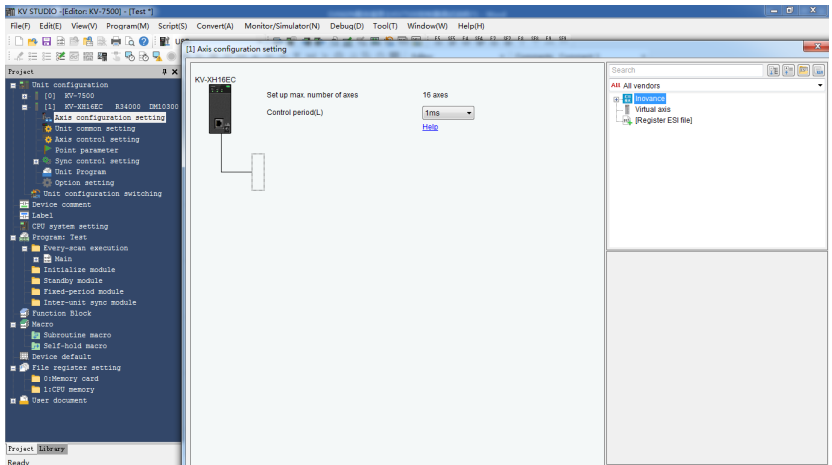 KV STUDIO -[Editor: KV-7500] - [Test *]
File(F) Edit(E) View(V) Program(M) Script(S) Convert(A) Monitor/Simulator(N) Debug(D) Tool(T) Window(W) Help(H)
[1] Axis configuration setting
Project
Unit configuration
[0] KV-7500
[1] KV-XH16EC R34000 DM10300
Axis configuration setting
Unit common setting
Axis control setting
Point parameter
Sync control setting
Unit Program
Option setting
Unit configuration switching
Device comment
Label
CPU system setting
Program: Test
Every-scan execution
Main
Initialize module
Standby module
Fixed-period module
Inter-unit sync module
Function Block
Macro
Subroutine macro
Self-hold macro
Device default
File register setting
0:Memory card
1:CPU memory
User document
Project Library
Ready
KV-XH16EC
Set up max. number of axes 16 axes
Control period(L) 1ms
Help
Search
All All vendors
Inovance
Virtual axis
[Register ESI file]